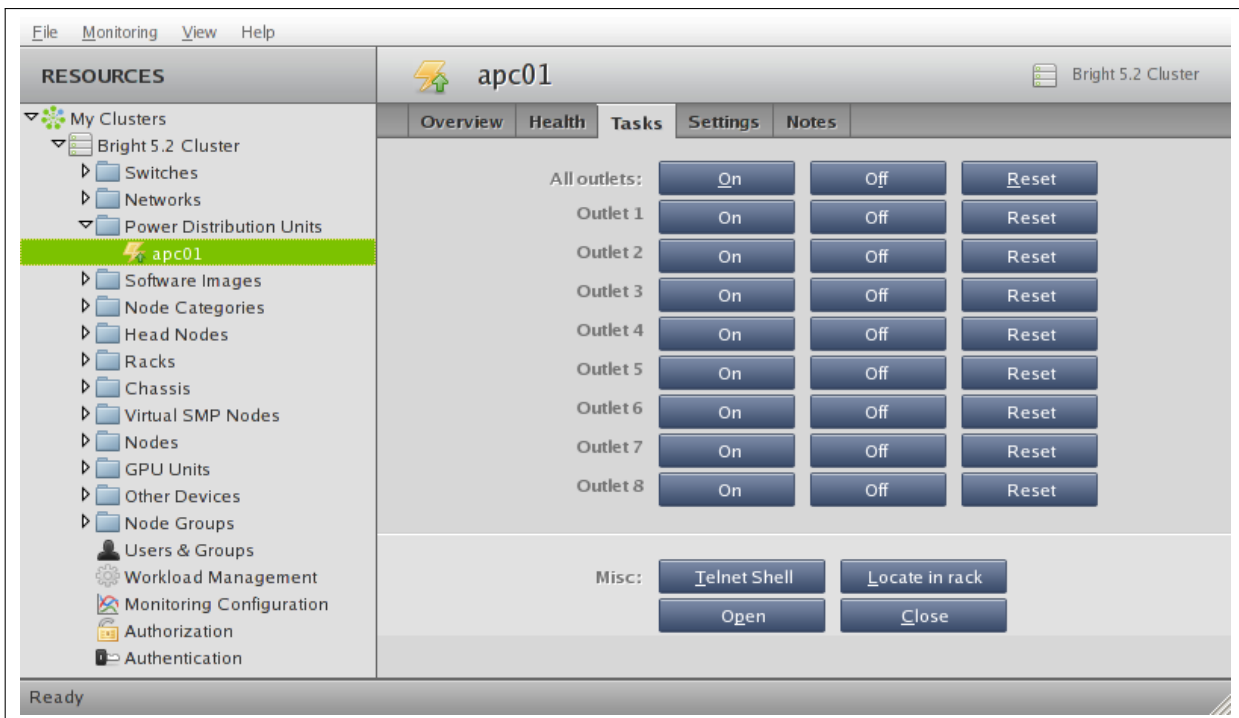 File Monitoring View Help
RESOURCES
My Clusters
Bright 5.2 Cluster
Switches
Networks
Power Distribution Units
apc01
Software Images
Node Categories
Head Nodes
Racks
Chassis
Virtual SMP Nodes
Nodes
GPU Units
Other Devices
Node Groups
Users & Groups
Workload Management
Monitoring Configuration
Authorization
Authentication
apc01
Bright 5.2 Cluster
Overview Health Tasks Settings Notes
All outlets: On Off Reset
Outlet 1 On Off Reset
Outlet 2 On Off Reset
Outlet 3 On Off Reset
Outlet 4 On Off Reset
Outlet 5 On Off Reset
Outlet 6 On Off Reset
Outlet 7 On Off Reset
Outlet 8 On Off Reset
Misc: Telnet Shell Locate in rack
Open Close
Ready